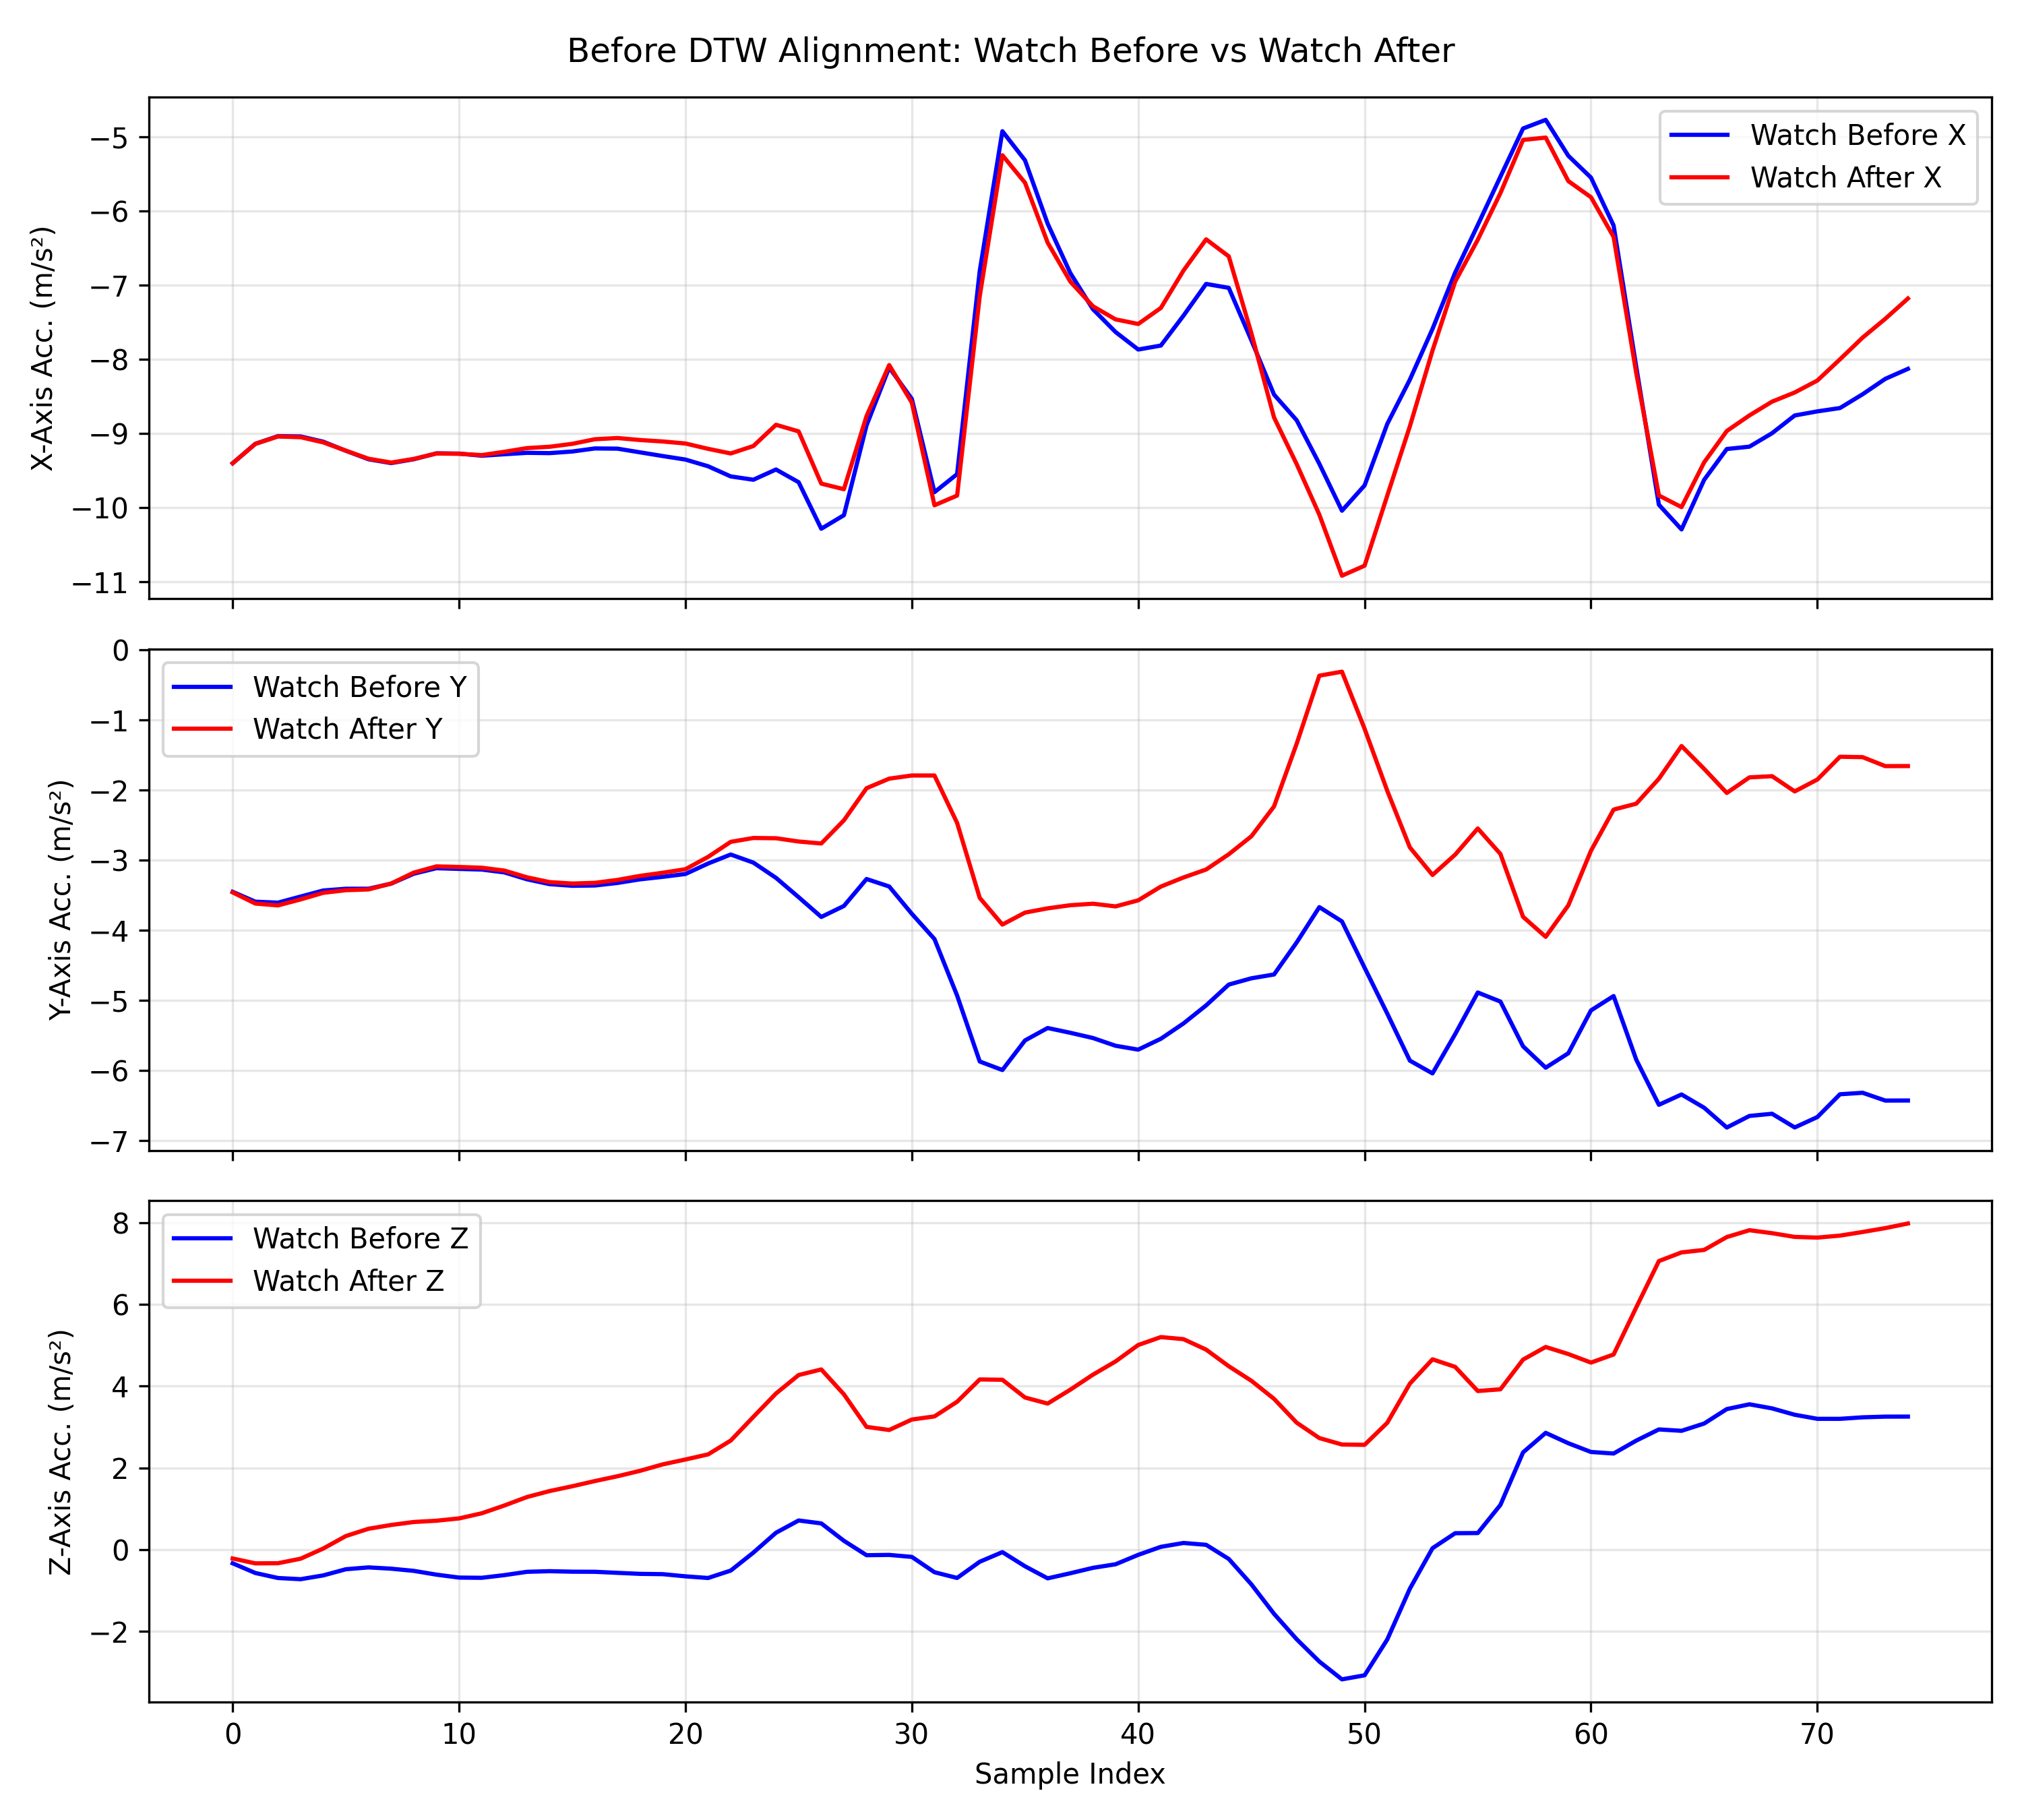 Before DTW Alignment: Watch Before vs Watch After
X-Axis Acc. (m/s²)
−5
−6
−7
−8
−9
−10
−11
Watch Before X
Watch After X
Y-Axis Acc. (m/s²)
0
−1
−2
−3
−4
−5
−6
−7
Watch Before Y
Watch After Y
Z-Axis Acc. (m/s²)
8
6
4
2
0
−2
Watch Before Z
Watch After Z
0 10 20 30 40 50 60 70
Sample Index